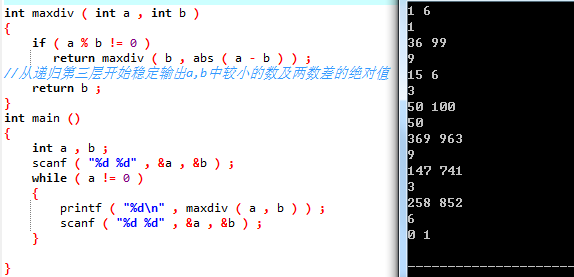 int maxdiv ( int a , int b )
{
if ( a % b != 0 )
return maxdiv ( b , abs ( a - b ) ) ;
//从递归第三层开始稳定输出a,b中较小的数及两数差的绝对值
return b ;
}
int main ()
{
int a , b ;
scanf ( "%d %d" , &a , &b ) ;
while ( a != 0 )
{
printf ( "%d\n" , maxdiv ( a , b ) ) ;
scanf ( "%d %d" , &a , &b ) ;
}
}
1 6
1
36 99
9
15 6
3
50 100
50
369 963
9
147 741
3
258 852
6
0 1